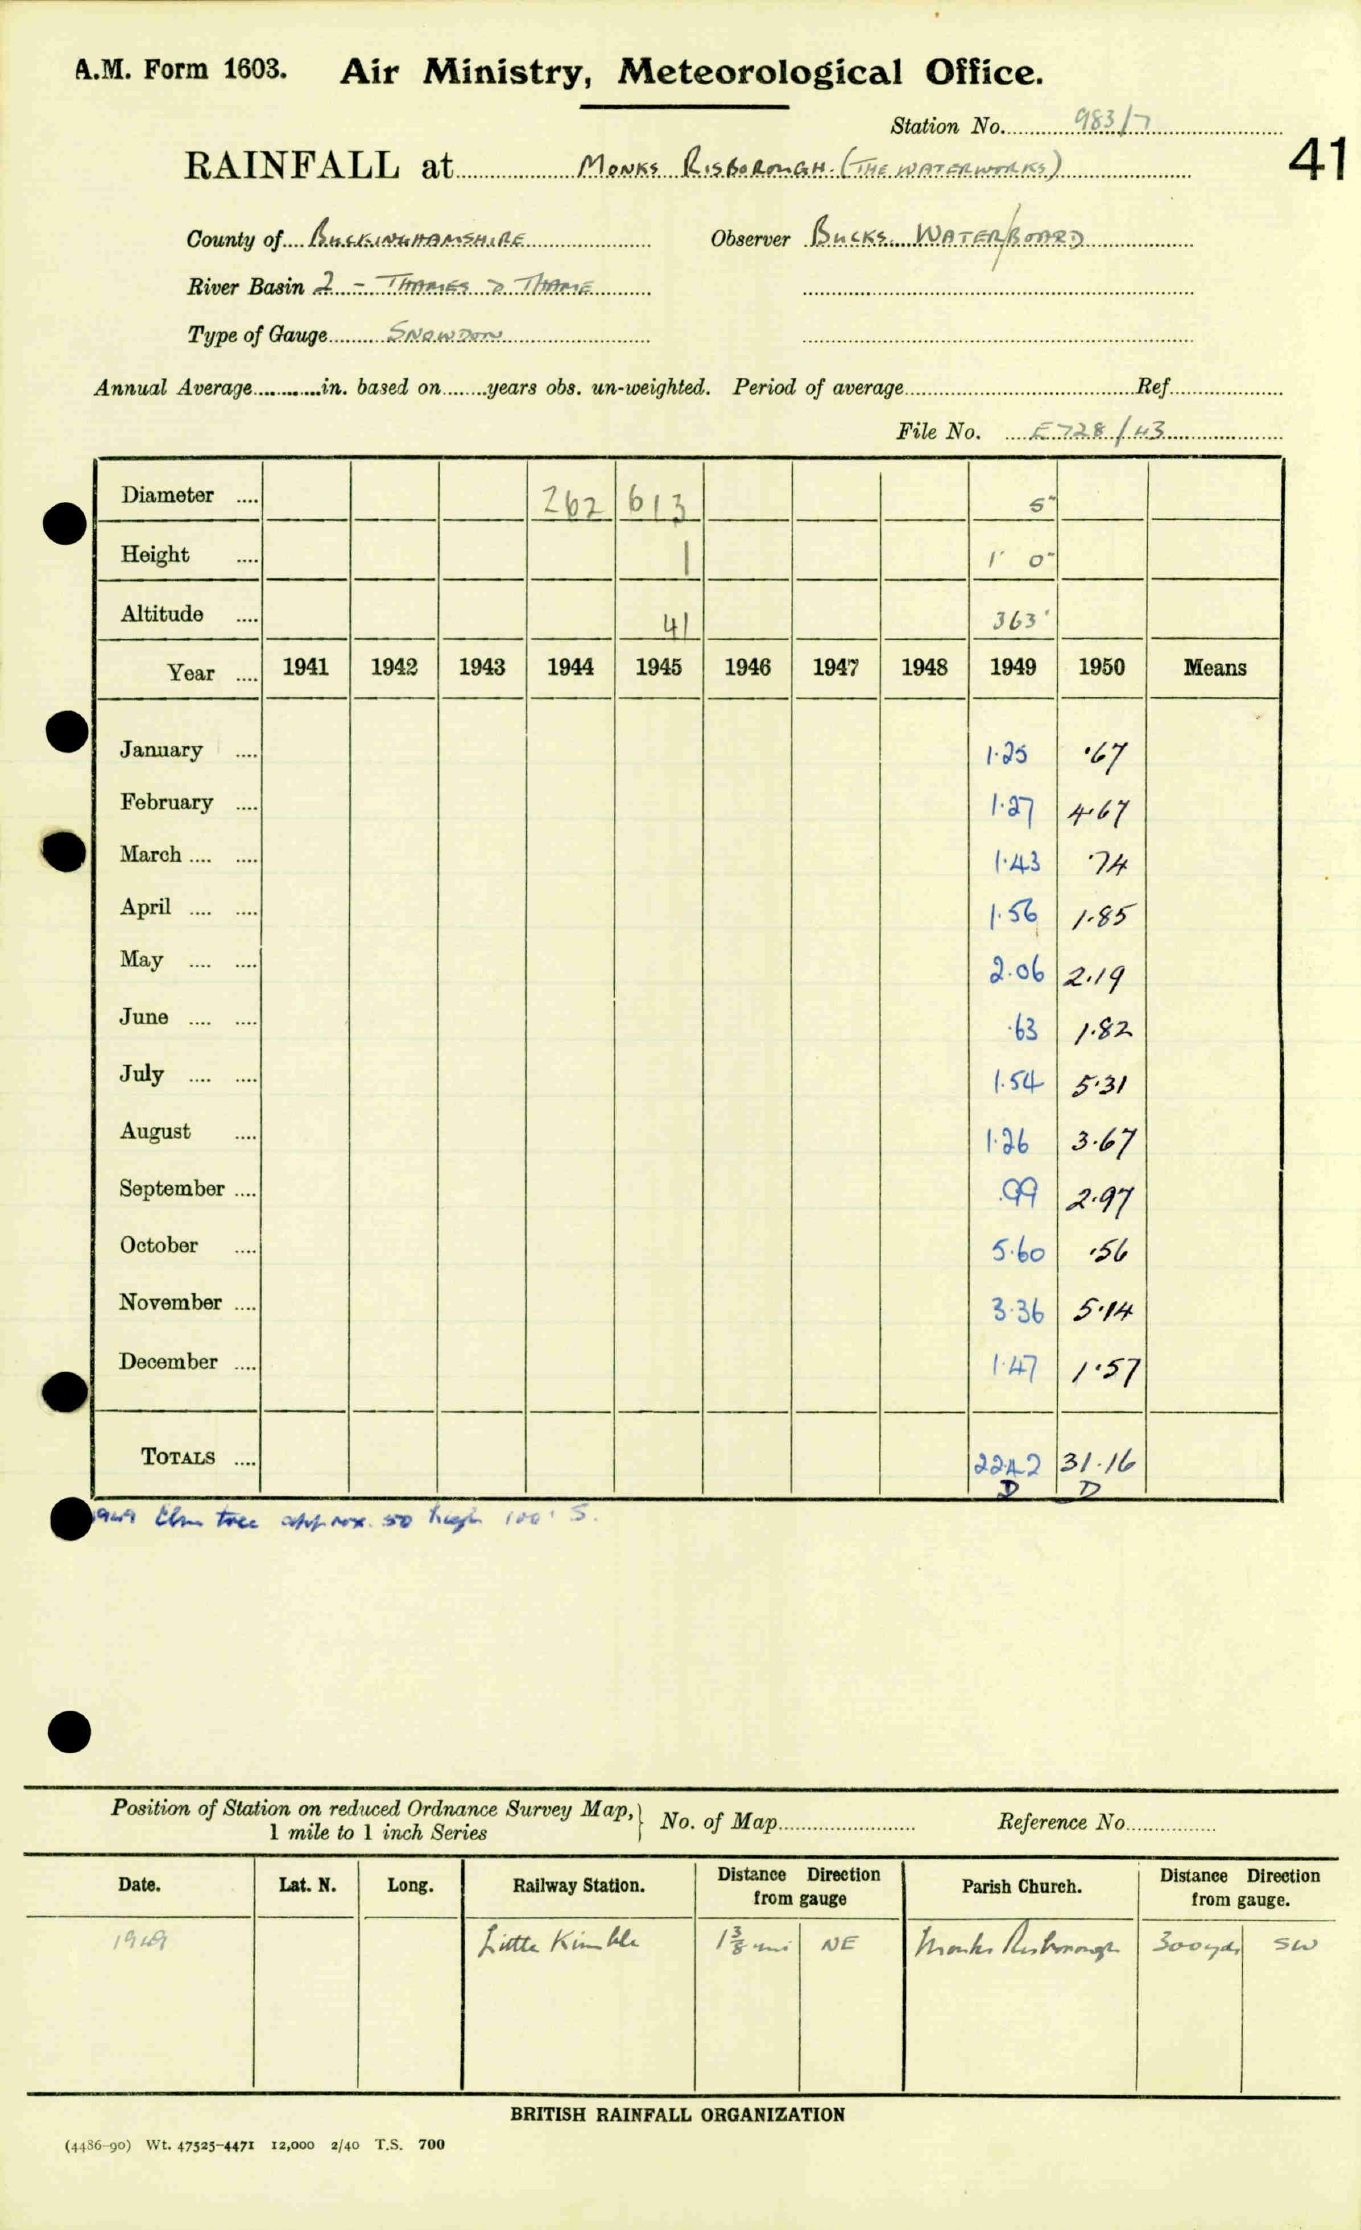 A.M. Form 1603. Air Ministry, Meteorological Office.
Station No. 983/7
41
RAINFALL at MONKS RISBOROUGH. (THE WATERWORKS)
County of BUCKINGHAMSHIRE Observer BUCKS. WATER/BOARD
River Basin 2 - THAMES & THAME
Type of Gauge SNOWDON
Annual Average in. based on years obs. un-weighted. Period of average Ref
File No. E728/43
Diameter 262 613 5"
Height 1 1' 0"
Altitude 41 363'
Year 1941 1942 1943 1944 1945 1946 1947 1948 1949 1950 Means
January 1.25 .67
February 1.27 4.67
March 1.43 .74
April 1.56 1.85
May 2.06 2.19
June .63 1.82
July 1.54 5.31
August 1.26 3.67
September .99 2.97
October 5.60 .56
November 3.36 5.14
December 1.47 1.57
TOTALS 22.42 31.16
D D
1949 Elm tree approx. 50 high 100' S.
Position of Station on reduced Ordnance Survey Map, 1 mile to 1 inch Series } No. of Map Reference No
Date. Lat. N. Long. Railway Station. Distance Direction from gauge Parish Church. Distance Direction from gauge.
1949 Little Kimble 1 3/8 mi NE Monks Risborough 300 yds SW
BRITISH RAINFALL ORGANIZATION
(4486-90) Wt. 47525-4471 12,000 2/40 T.S. 700